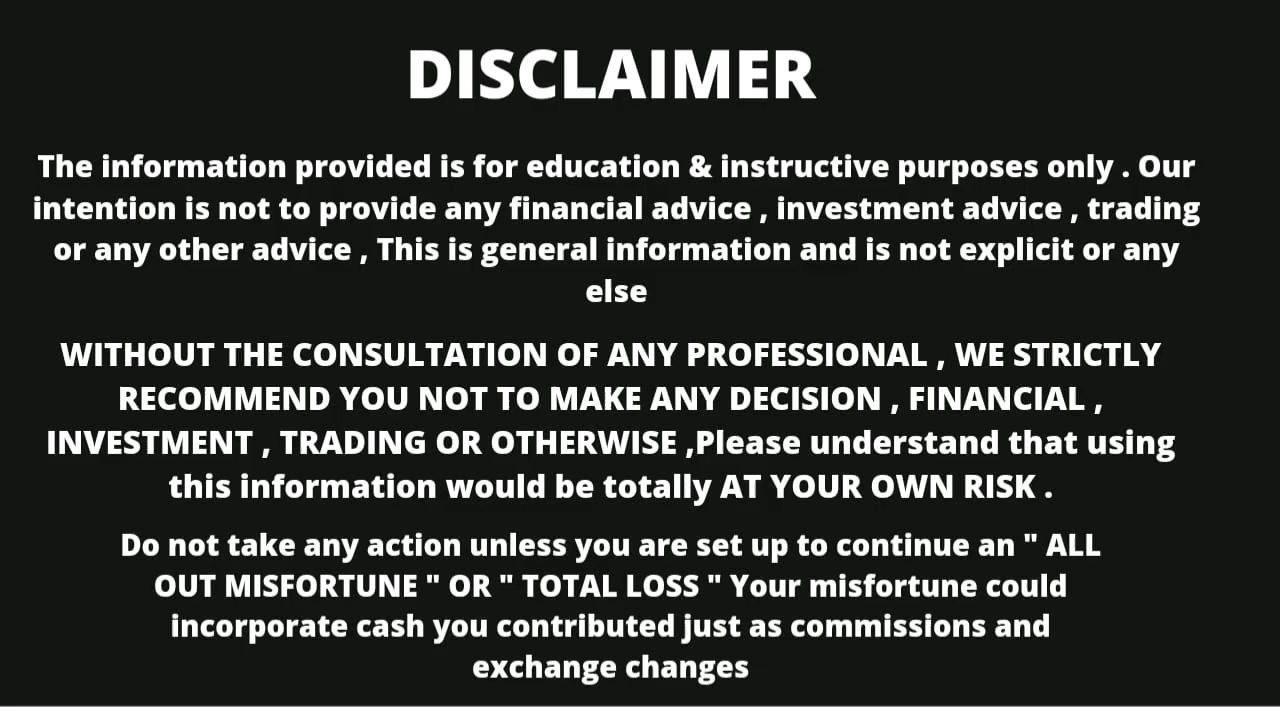 DISCLAIMER
The information provided is for education & instructive purposes only . Our
intention is not to provide any financial advice , investment advice , trading
or any other advice , This is general information and is not explicit or any
else
WITHOUT THE CONSULTATION OF ANY PROFESSIONAL , WE STRICTLY
RECOMMEND YOU NOT TO MAKE ANY DECISION , FINANCIAL ,
INVESTMENT , TRADING OR OTHERWISE ,Please understand that using
this information would be totally AT YOUR OWN RISK .
Do not take any action unless you are set up to continue an " ALL
OUT MISFORTUNE " OR " TOTAL LOSS " Your misfortune could
incorporate cash you contributed just as commissions and
exchange changes